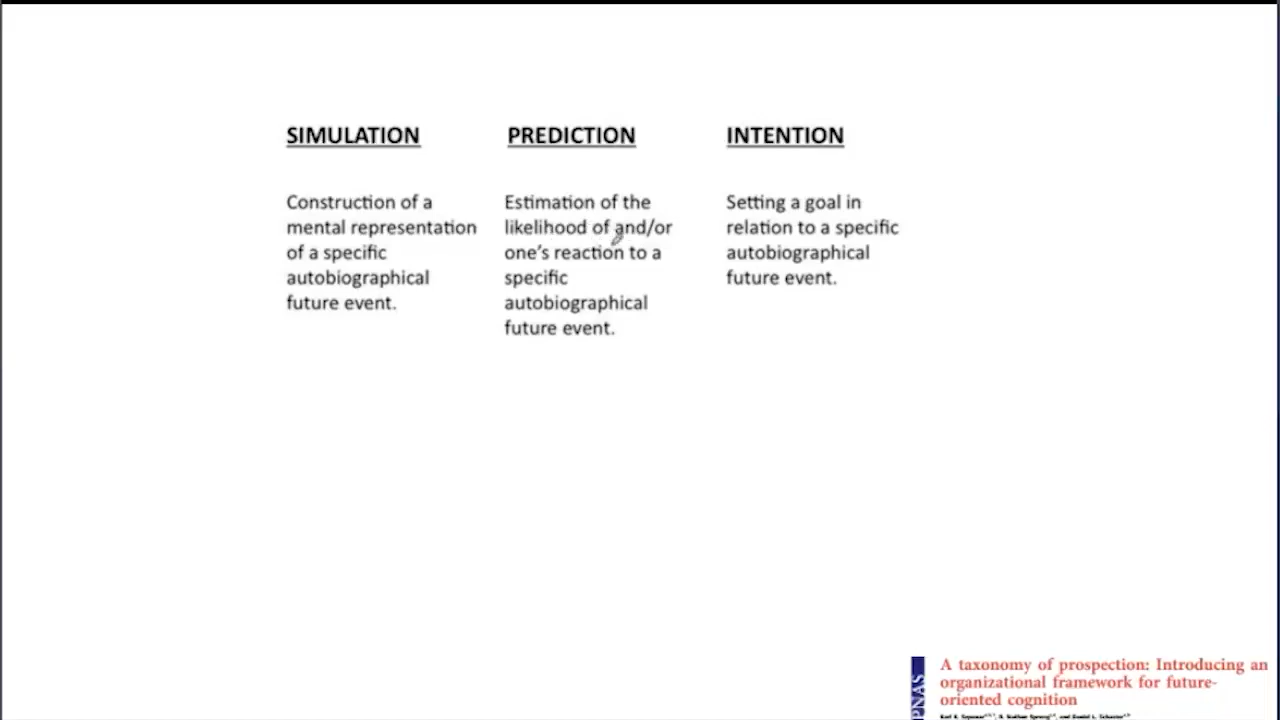 SIMULATION
Construction of a
mental representation
of a specific
autobiographical
future event.
PREDICTION
Estimation of the
likelihood of and/or
one's reaction to a
specific
autobiographical
future event.
INTENTION
Setting a goal in
relation to a specific
autobiographical
future event.
PNAS
A taxonomy of prospection: Introducing an
organizational framework for future-
oriented cognition